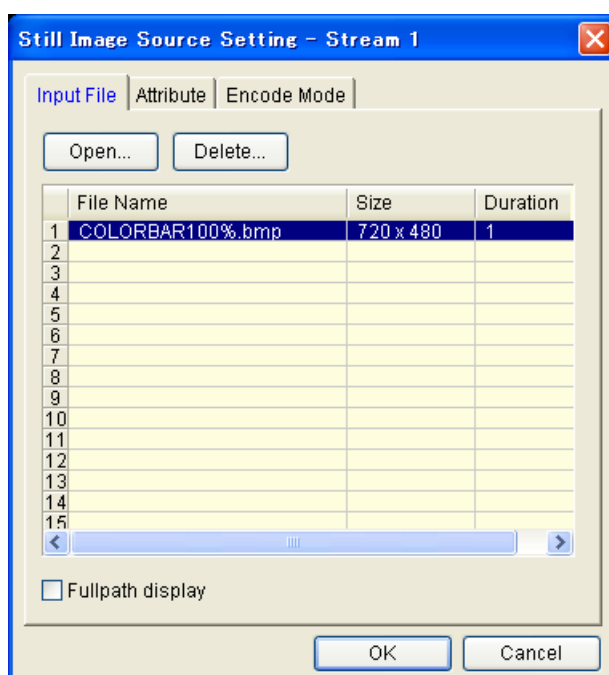 Still Image Source Setting - Stream 1
Input File Attribute Encode Mode
Open... Delete...
File Name Size Duration
1 COLORBAR100%.bmp 720 x 480 1
2
3
4
5
6
7
8
9
10
11
12
13
14
15
Fullpath display
OK Cancel